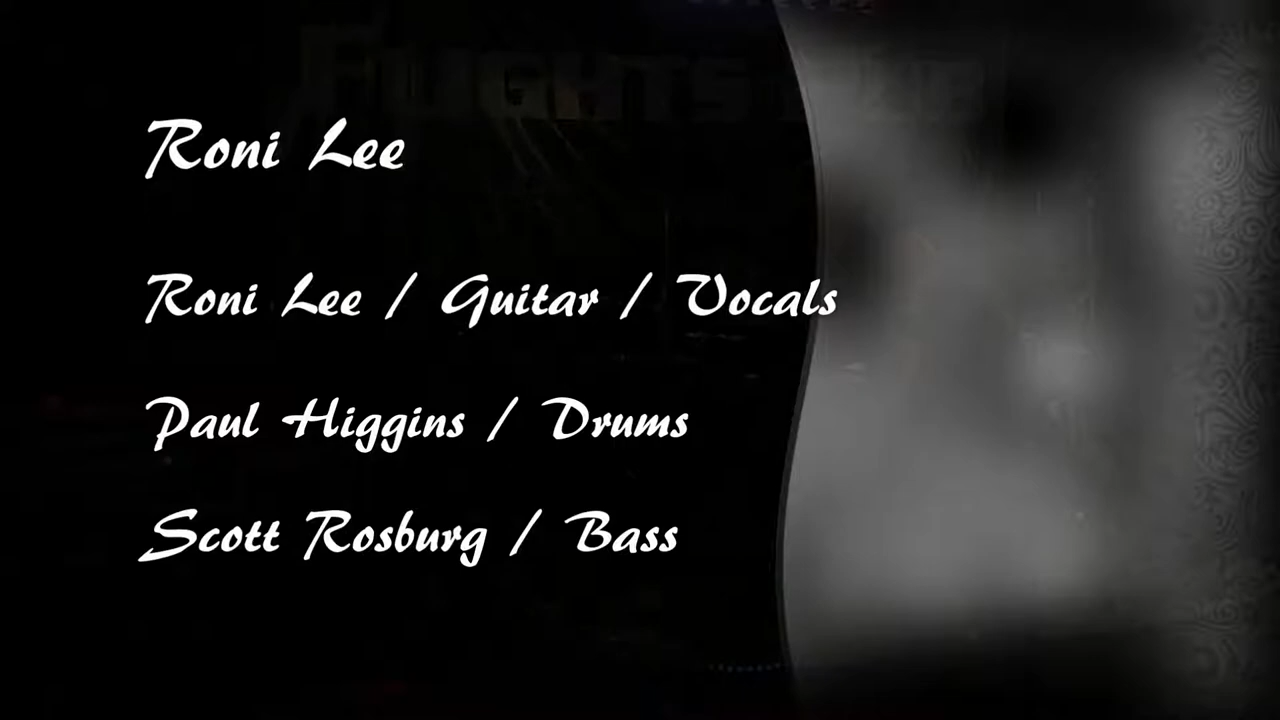 Roni Lee
Roni Lee / Guitar / Vocals
Paul Higgins / Drums
Scott Rosburg / Bass